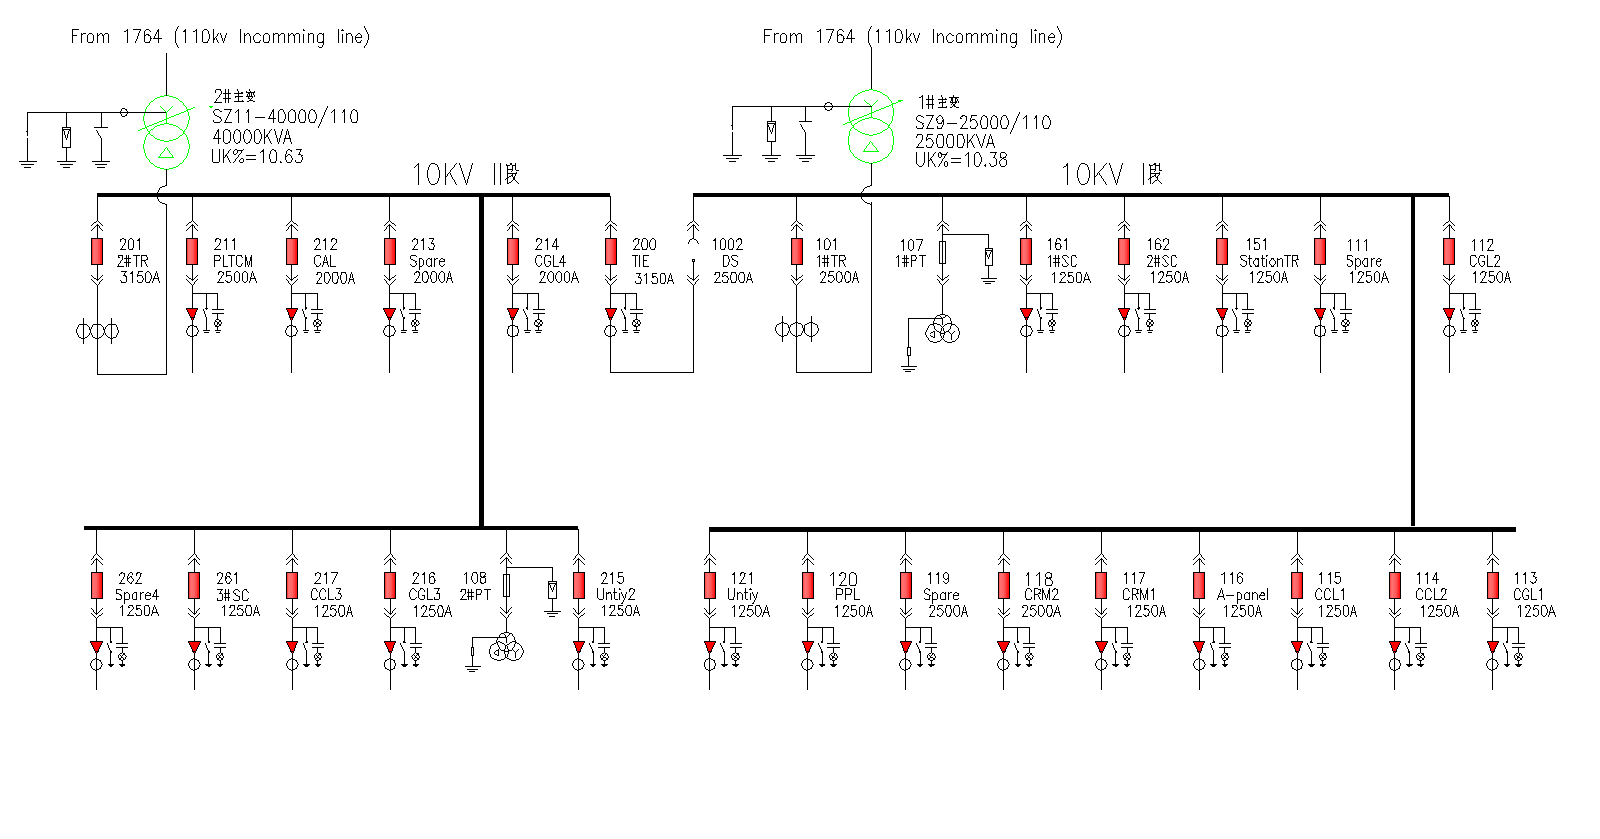 From 1764 (110kv Incomming line)
From 1764 (110kv Incomming line)
2#主变
SZ11-40000/110
40000KVA
UK%=10.63
1#主变
SZ9-25000/110
25000KVA
UK%=10.38
10KV II段
10KV I段
201
2#TR
3150A
211
PLTCM
2500A
212
CAL
2000A
213
Spare
2000A
214
CGL4
2000A
200
TIE
3150A
1002
DS
2500A
101
1#TR
2500A
107
1#PT
161
1#SC
1250A
162
2#SC
1250A
151
StationTR
1250A
111
Spare
1250A
112
CGL2
1250A
262
Spare4
1250A
261
3#SC
1250A
217
CCL3
1250A
216
CGL3
1250A
108
2#PT
215
Untiy2
1250A
121
Untiy
1250A
120
PPL
1250A
119
Spare
2500A
118
CRM2
2500A
117
CRM1
1250A
116
A-panel
1250A
115
CCL1
1250A
114
CCL2
1250A
113
CGL1
1250A